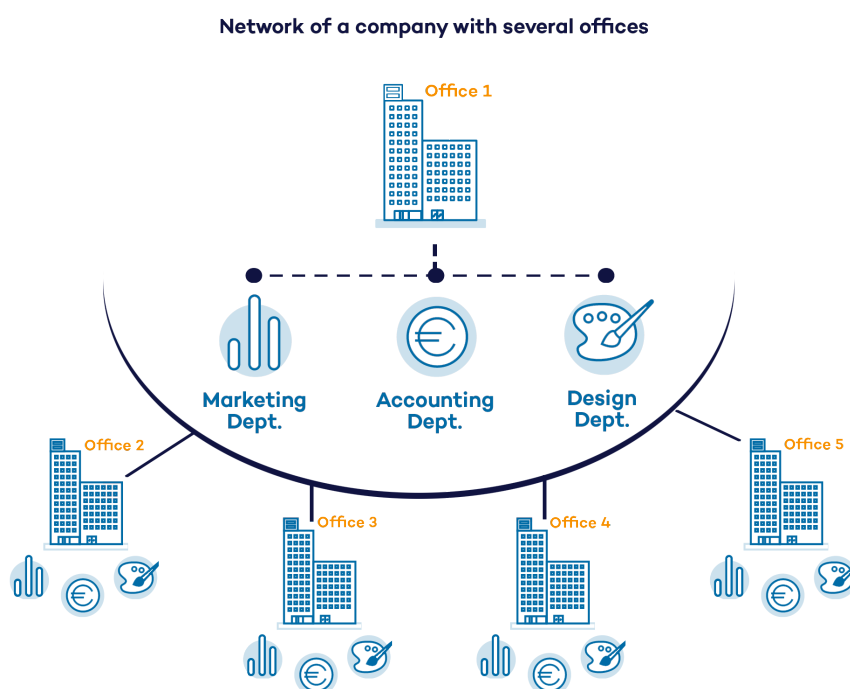 Network of a company with several offices
Office 1
Marketing
Dept.
Accounting
Dept.
Design
Dept.
Office 2
Office 3
Office 4
Office 5